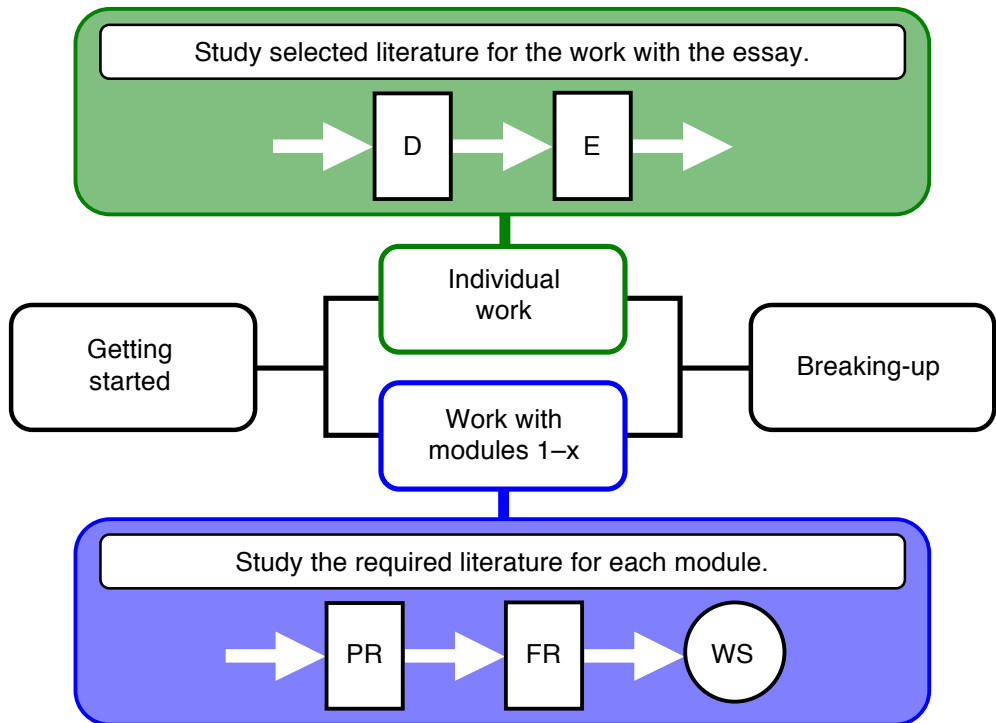 Study selected literature for the work with the essay.
D
E
Individual
work
Getting
started
Breaking-up
Work with
modules 1–x
Study the required literature for each module.
PR
FR
WS